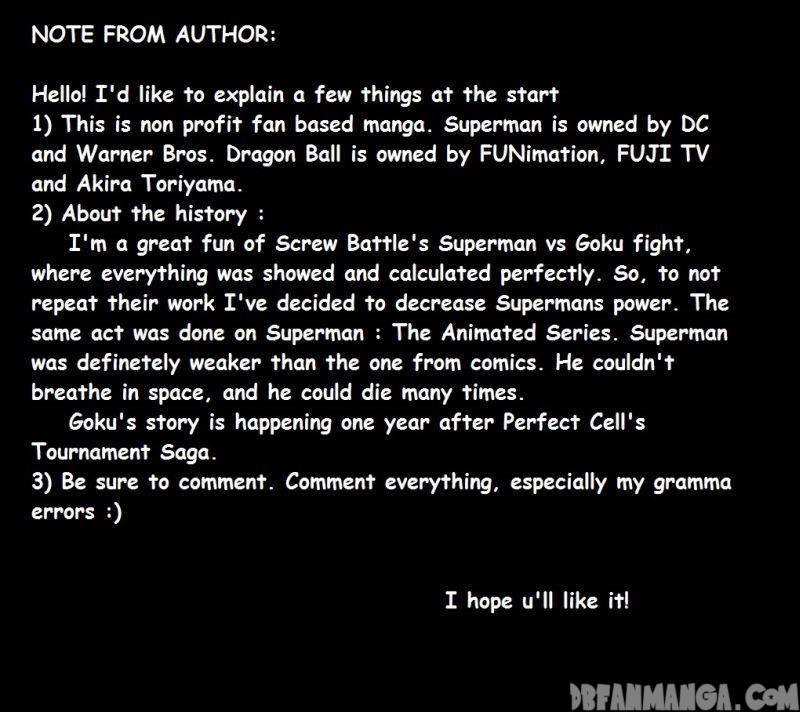 NOTE FROM AUTHOR:
Hello! I'd like to explain a few things at the start
1) This is non profit fan based manga. Superman is owned by DC
and Warner Bros. Dragon Ball is owned by FUNimation, FUJI TV
and Akira Toriyama.
2) About the history :
I'm a great fun of Screw Battle's Superman vs Goku fight,
where everything was showed and calculated perfectly. So, to not
repeat their work I've decided to decrease Supermans power. The
same act was done on Superman : The Animated Series. Superman
was definetely weaker than the one from comics. He couldn't
breathe in space, and he could die many times.
Goku's story is happening one year after Perfect Cell's
Tournament Saga.
3) Be sure to comment. Comment everything, especially my gramma
errors :)
I hope u'll like it!
DBFANMANGA.COM